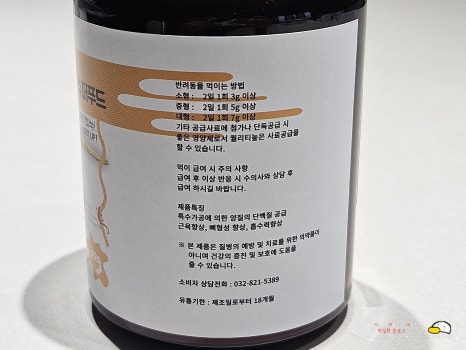 푸드
반려동물 먹이는 방법
소형 : 2일 1회 3g 이상
중형 : 2일 1회 5g 이상
대형 : 2일 1회 7g 이상
기타 공급사료에 첨가나 단독공급 시
좋은 영양제로서 퀄리티높은 사료공급을
할 수 있습니다.
먹이 급여 시 주의 사항
급여 후 이상 반응 시 수의사와 상담 후
급여 하시길 바랍니다.
제품특징
특수가공에 의한 양질의 단백질 공급
근육향상, 뼈형성 향상, 흡수력향상
※ 본 제품은 질병의 예방 및 치료를 위한 의약품이
아니며 건강의 증진 및 보호에 도움을
줄 수 있습니다.
소비자 상담전화 : 032-821-5389
유통기한 : 제조일로부터 18개월